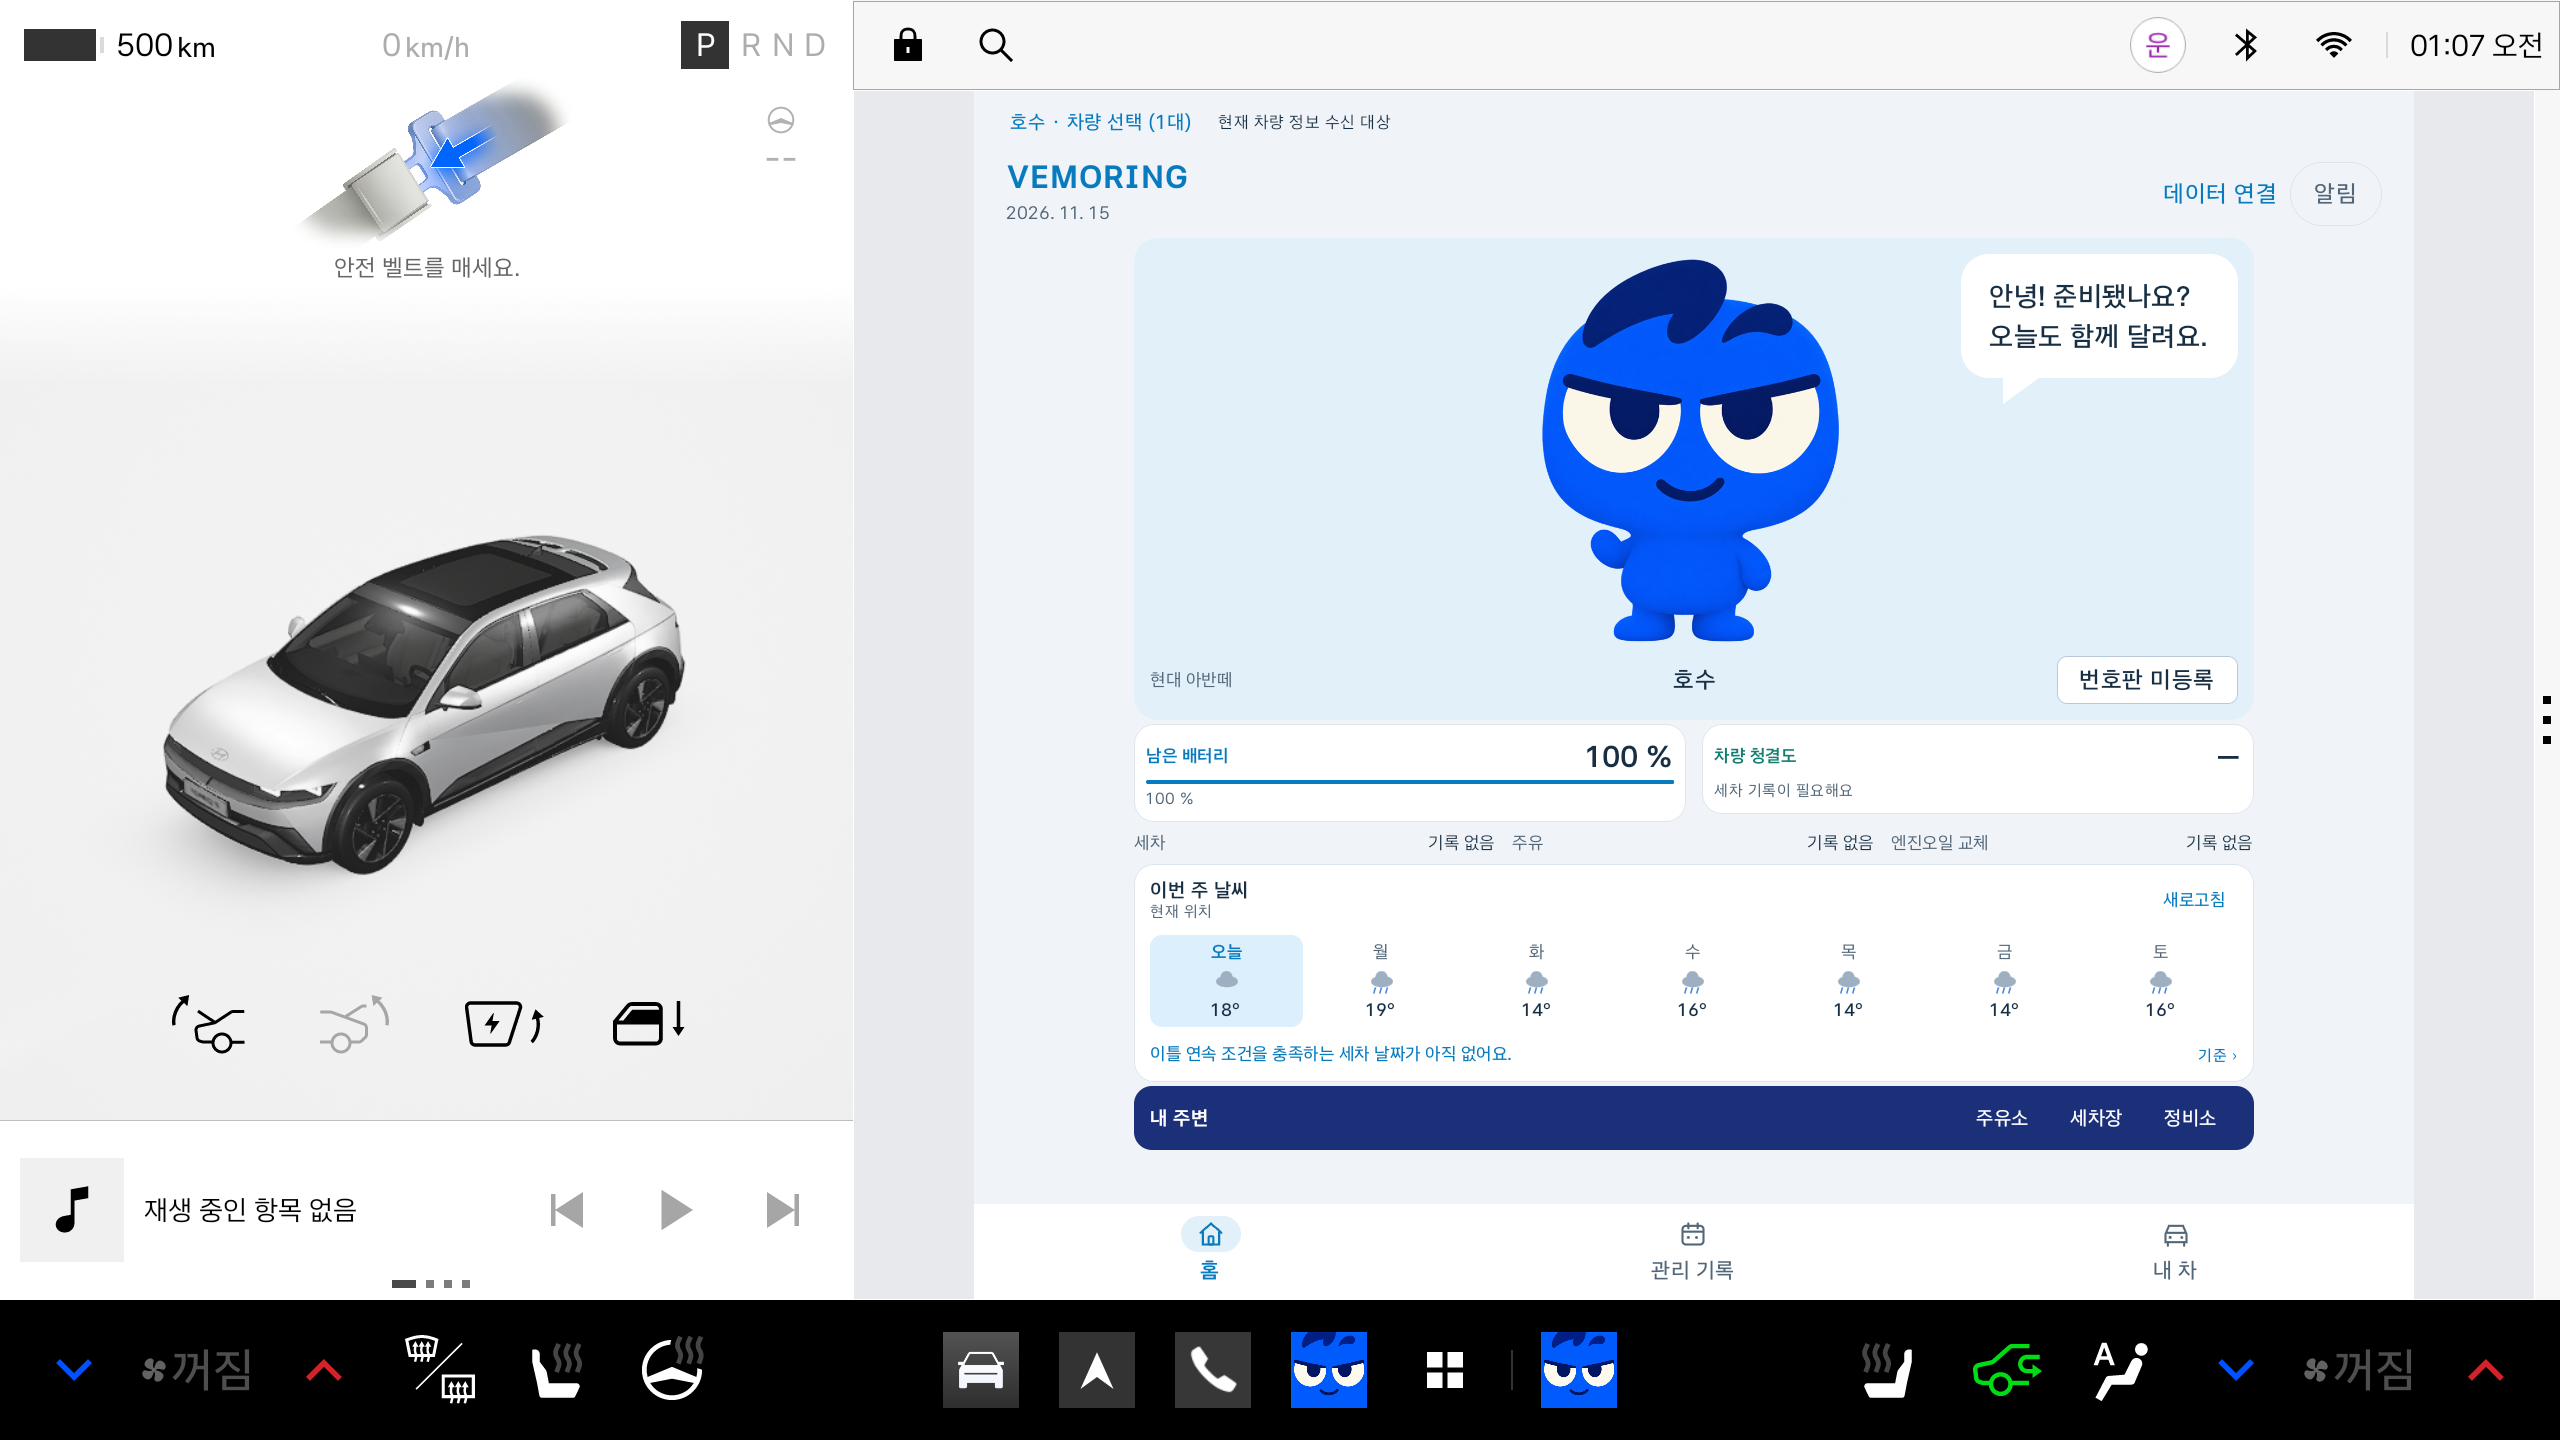 500 km
0 km/h
P R N D
안전 벨트를 매세요.
재생 중인 항목 없음
운
01:07 오전
호수 · 차량 선택 (1대) 현재 차량 정보 수신 대상
VEMORING
2026. 11. 15
데이터 연결 알림
안녕! 준비됐나요?
오늘도 함께 달려요.
현대 아반떼 호수 번호판 미등록
남은 배터리 100 %
100 %
차량 청결도 —
세차 기록이 필요해요
세차 기록 없음 주유 기록 없음 엔진오일 교체 기록 없음
이번 주 날씨
현재 위치
새로고침
오늘 월 화 수 목 금 토
18° 19° 14° 16° 14° 14° 16°
이틀 연속 조건을 충족하는 세차 날짜가 아직 없어요. 기준 ›
내 주변 주유소 세차장 정비소
홈 관리 기록 내 차
꺼짐 A 꺼짐